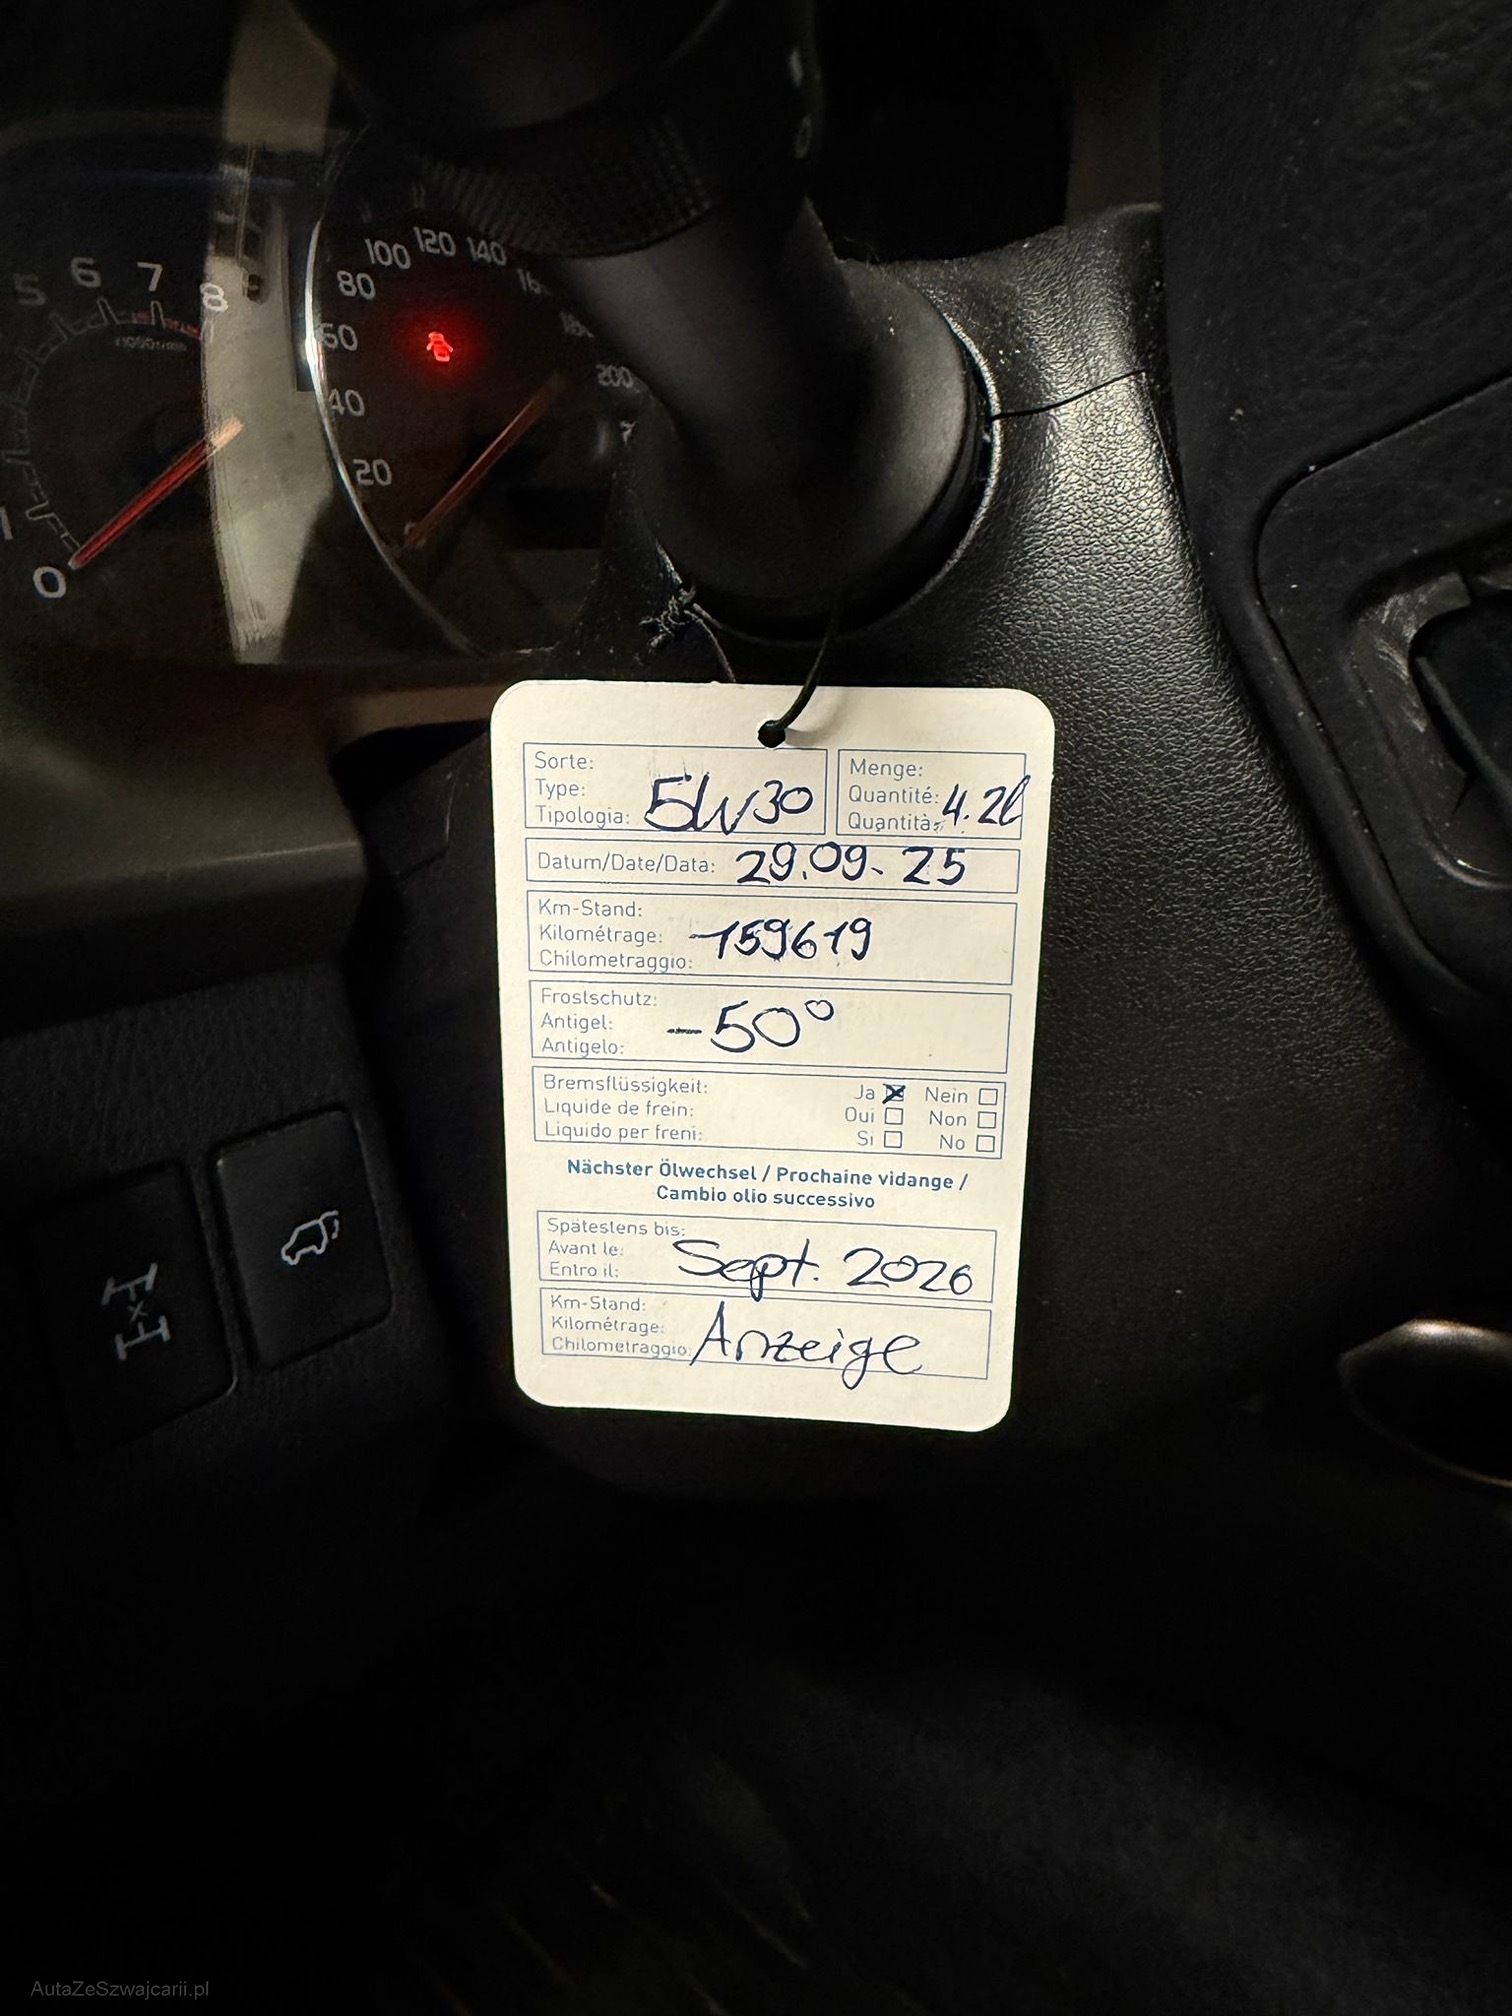 5 6 7 8
1
0
80 100 120 140
60
40 200
20
0
Sorte:
Type:
Tipologia: 5W30
Menge:
Quantité: 4.2l
Quantità:
Datum/Date/Data: 29.09.25
Km-Stand:
Kilométrage: 159619
Chilometraggio:
Frostschutz:
Antigel: -50°
Antigelo:
Bremsflüssigkeit: Ja Nein
Liquide de frein: Oui Non
Liquido per freni: Si No
Nächster Ölwechsel / Prochaine vidange /
Cambio olio successivo
Spätestens bis:
Avant le: Sept. 2026
Entro il:
Km-Stand:
Kilométrage: Anzeige
Chilometraggio:
AutaZeSzwajcarii.pl